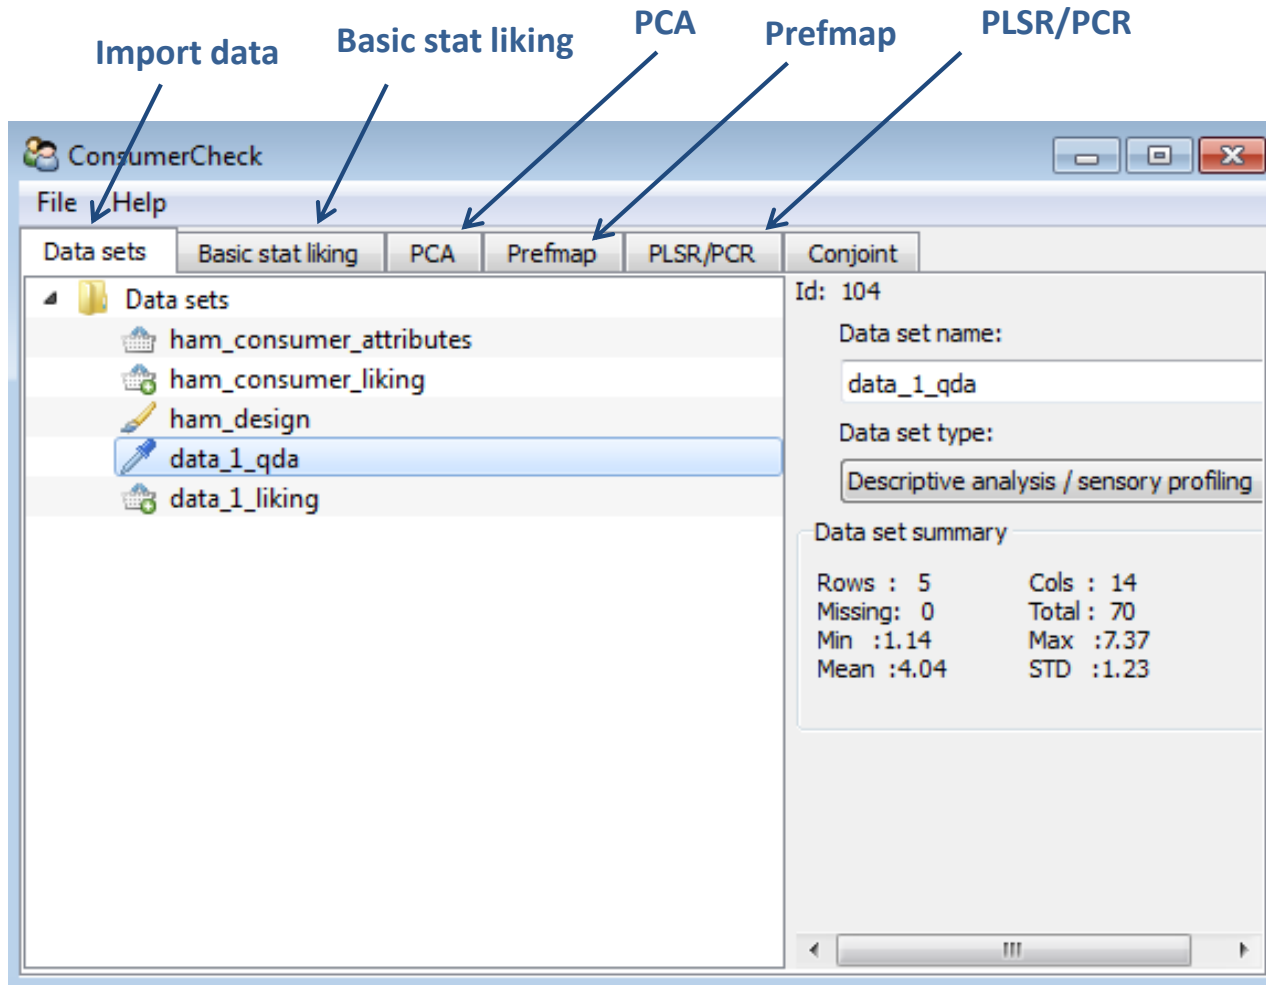 Import data
Basic stat liking
PCA
Prefmap
PLSR/PCR
ConsumerCheck
File Help
Data sets Basic stat liking PCA Prefmap PLSR/PCR Conjoint
Data sets
ham_consumer_attributes
ham_consumer_liking
ham_design
data_1_qda
data_1_liking
Id: 104
Data set name:
data_1_qda
Data set type:
Descriptive analysis / sensory profiling
Data set summary
Rows : 5 Cols : 14
Missing: 0 Total : 70
Min :1.14 Max :7.37
Mean :4.04 STD :1.23